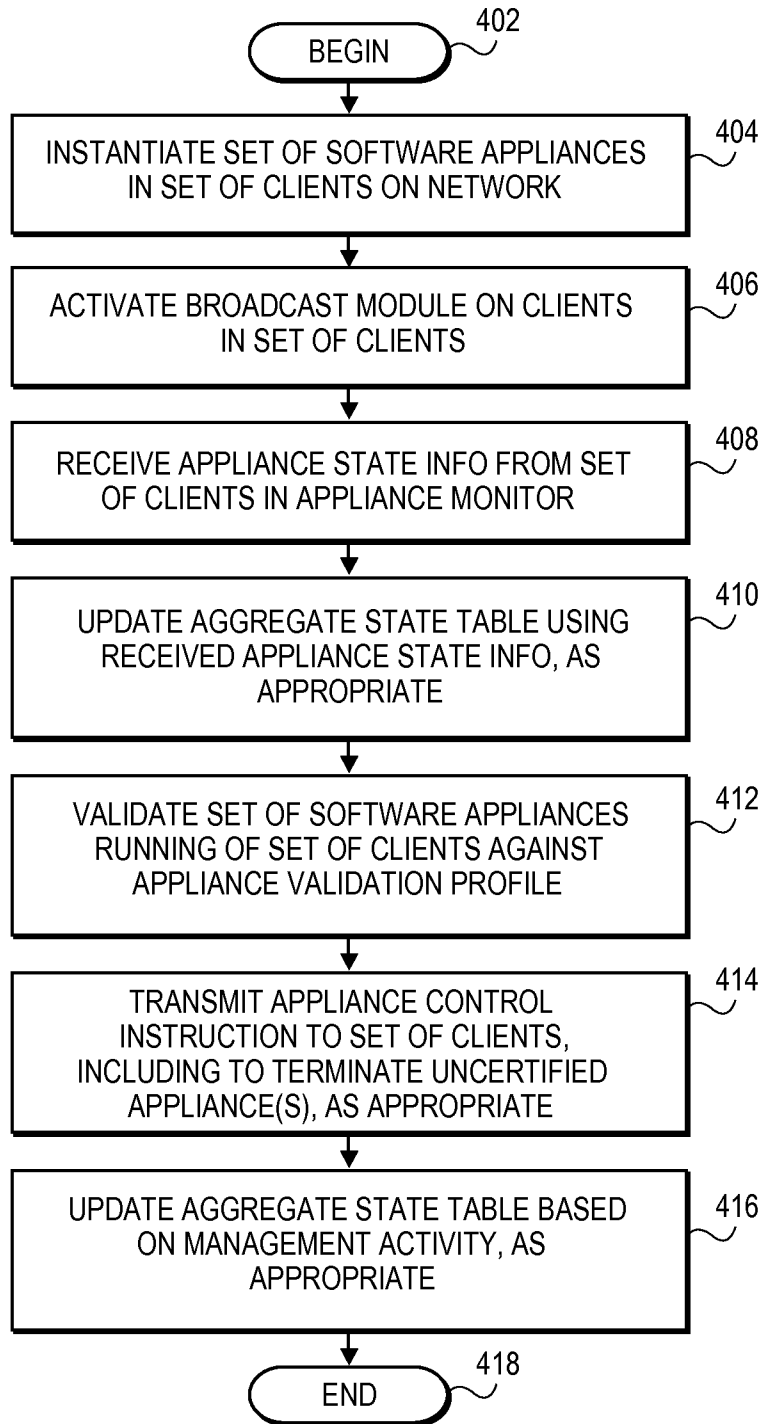 402
BEGIN
404
INSTANTIATE SET OF SOFTWARE APPLIANCES
IN SET OF CLIENTS ON NETWORK
406
ACTIVATE BROADCAST MODULE ON CLIENTS
IN SET OF CLIENTS
408
RECEIVE APPLIANCE STATE INFO FROM SET
OF CLIENTS IN APPLIANCE MONITOR
410
UPDATE AGGREGATE STATE TABLE USING
RECEIVED APPLIANCE STATE INFO, AS
APPROPRIATE
412
VALIDATE SET OF SOFTWARE APPLIANCES
RUNNING OF SET OF CLIENTS AGAINST
APPLIANCE VALIDATION PROFILE
414
TRANSMIT APPLIANCE CONTROL
INSTRUCTION TO SET OF CLIENTS,
INCLUDING TO TERMINATE UNCERTIFIED
APPLIANCE(S), AS APPROPRIATE
416
UPDATE AGGREGATE STATE TABLE BASED
ON MANAGEMENT ACTIVITY, AS
APPROPRIATE
418
END